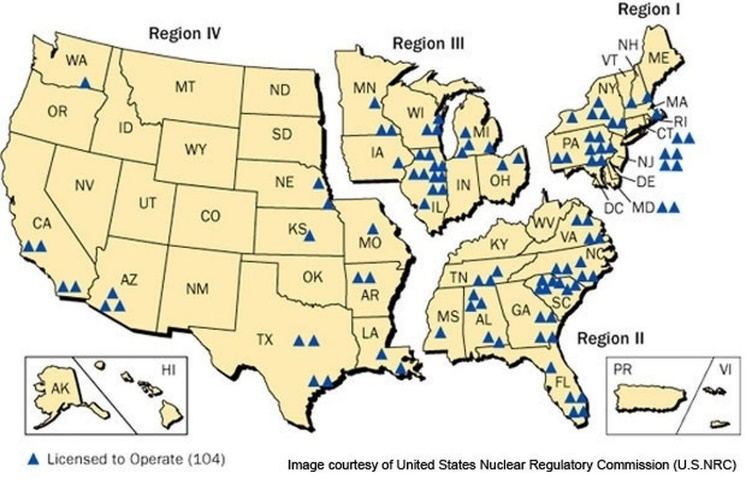 Region I
Region IV
Region III
NH
VT
ME
WA
MT
ND
MN
NY
OR
ID
SD
WI
MI
MA
RI
CT
WY
IA
PA
NV
UT
CO
NE
IL
IN
OH
NJ
DE
DC
MD
CA
KS
MO
WV
VA
KY
NC
AZ
NM
OK
AR
TN
SC
TX
LA
MS
AL
GA
Region II
AK
HI
FL
PR
VI
Licensed to Operate (104)
Image courtesy of United States Nuclear Regulatory Commission (U.S.NRC)